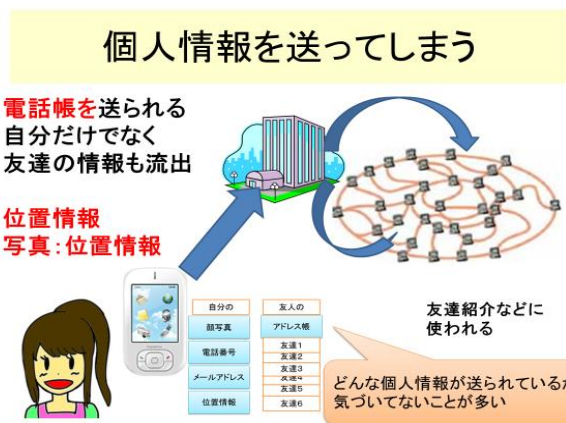 個人情報を送ってしまう
電話帳を送られる
自分だけでなく
友達の情報も流出
位置情報
写真：位置情報
自分の
顔写真
電話番号
メールアドレス
位置情報
友人の
アドレス帳
友達1
友達2
友達3
友達4
友達5
友達6
友達紹介などに
使われる
どんな個人情報が送られているか
気づいてないことが多い